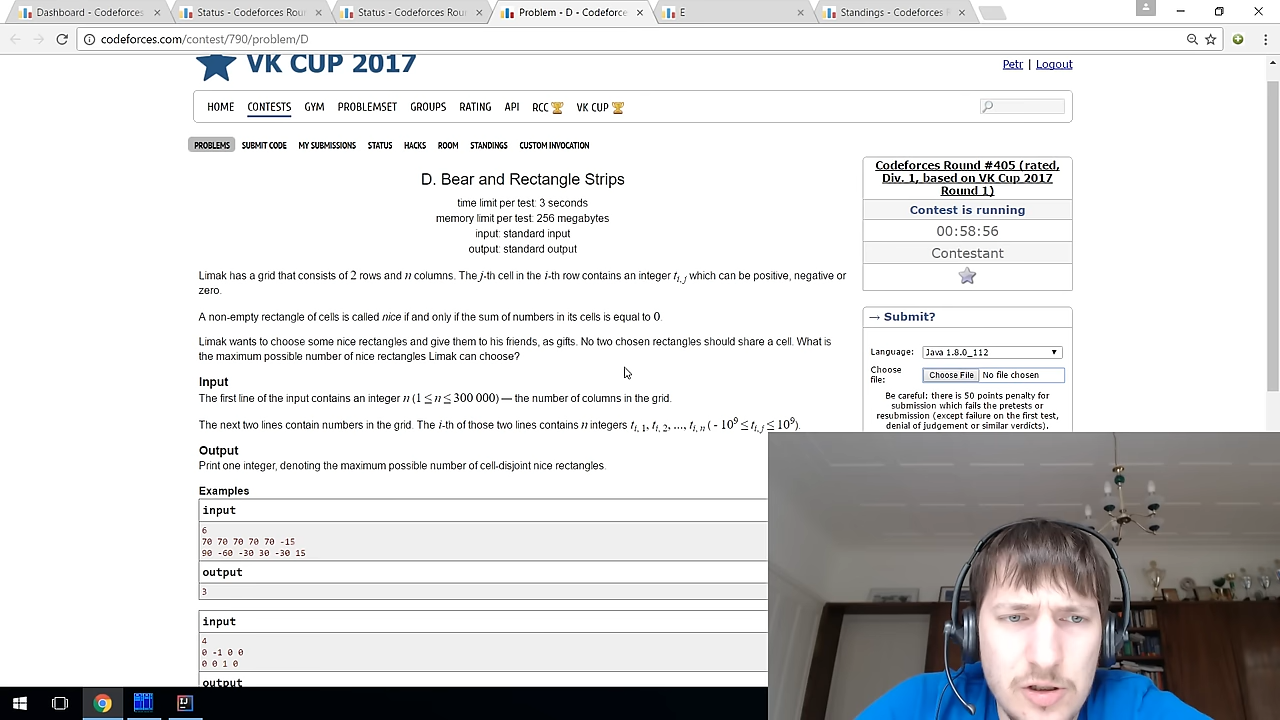 Dashboard - Codeforces
Status - Codeforces Rou
Status - Codeforces Rou
Problem - D - Codeforce
E
Standings - Codeforces
codeforces.com/contest/790/problem/D
VK CUP 2017
Petr | Logout
HOME CONTESTS GYM PROBLEMSET GROUPS RATING API RCC VK CUP
PROBLEMS SUBMIT CODE MY SUBMISSIONS STATUS HACKS ROOM STANDINGS CUSTOM INVOCATION
D. Bear and Rectangle Strips
time limit per test: 3 seconds
memory limit per test: 256 megabytes
input: standard input
output: standard output
Limak has a grid that consists of 2 rows and n columns. The j-th cell in the i-th row contains an integer t_{i, j} which can be positive, negative or
zero.
A non-empty rectangle of cells is called nice if and only if the sum of numbers in its cells is equal to 0.
Limak wants to choose some nice rectangles and give them to his friends, as gifts. No two chosen rectangles should share a cell. What is
the maximum possible number of nice rectangles Limak can choose?
Input
The first line of the input contains an integer n (1 ≤ n ≤ 300 000) — the number of columns in the grid.
The next two lines contain numbers in the grid. The i-th of those two lines contains n integers t_{i, 1}, t_{i, 2}, ..., t_{i, n} ( - 10^9 ≤ t_{i, j} ≤ 10^9).
Output
Print one integer, denoting the maximum possible number of cell-disjoint nice rectangles.
Examples
input
6
70 70 70 70 70 -15
90 -60 -30 30 -30 15
output
3
input
4
0 -1 0 0
0 0 1 0
output
Codeforces Round #405 (rated,
Div. 1, based on VK Cup 2017
Round 1)
Contest is running
00:58:56
Contestant
→ Submit?
Language: Java 1.8.0_112
Choose
file: Choose File No file chosen
Be careful: there is 50 points penalty for
submission which fails the pretests or
resubmission (except failure on the first test,
denial of judgement or similar verdicts).